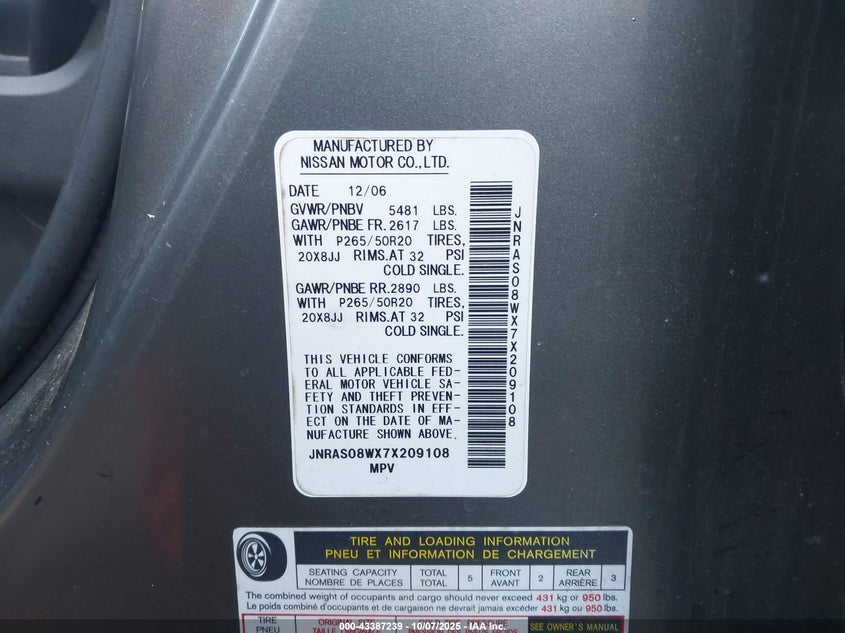 MANUFACTURED BY
NISSAN MOTOR CO.,LTD.
DATE 12/06
GVWR/PNBV 5481 LBS.
GAWR/PNBE FR. 2617 LBS.
WITH P265/50R20 TIRES,
20X8JJ RIMS.AT 32 PSI
COLD SINGLE.
GAWR/PNBE RR. 2890 LBS.
WITH P265/50R20 TIRES,
20X8JJ RIMS.AT 32 PSI
COLD SINGLE.
THIS VEHICLE CONFORMS
TO ALL APPLICABLE FED-
ERAL MOTOR VEHICLE SA-
FETY AND THEFT PREVEN-
TION STANDARDS IN EFF-
ECT ON THE DATE OF MA-
NUFACTURE SHOWN ABOVE.
JNRAS08WX7X209108
MPV
JNRAS08WX7X209108
TIRE AND LOADING INFORMATION
PNEU ET INFORMATION DE CHARGEMENT
SEATING CAPACITY TOTAL 5 FRONT 2 REAR 3
NOMBRE DE PLACES TOTAL AVANT ARRIÈRE
The combined weight of occupants and cargo should never exceed 431 kg or 950 lbs.
Le poids combiné d'occupants et de cargaison ne devrait jamais excéder 431 kg ou 950 lbs.
TIRE
PNEU
SEE OWNER'S MANUAL
000-43387239 - 10/07/2025 - IAA Inc.